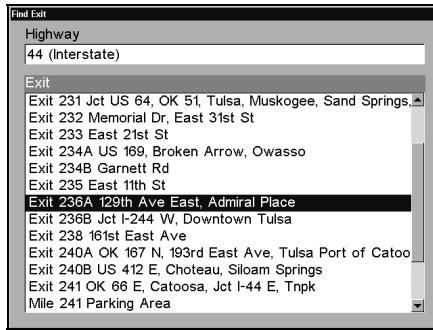 Find Exit
Highway
44 (Interstate)
Exit
Exit 231 Jct US 64, OK 51, Tulsa, Muskogee, Sand Springs,
Exit 232 Memorial Dr, East 31st St
Exit 233 East 21st St
Exit 234A US 169, Broken Arrow, Owasso
Exit 234B Garnett Rd
Exit 235 East 11th St
Exit 236A 129th Ave East, Admiral Place
Exit 236B Jct I-244 W, Downtown Tulsa
Exit 238 161st East Ave
Exit 240A OK 167 N, 193rd East Ave, Tulsa Port of Catoo
Exit 240B US 412 E, Choteau, Siloam Springs
Exit 241 OK 66 E, Catoosa, Jct I-44 E, Tnpk
Mile 241 Parking Area